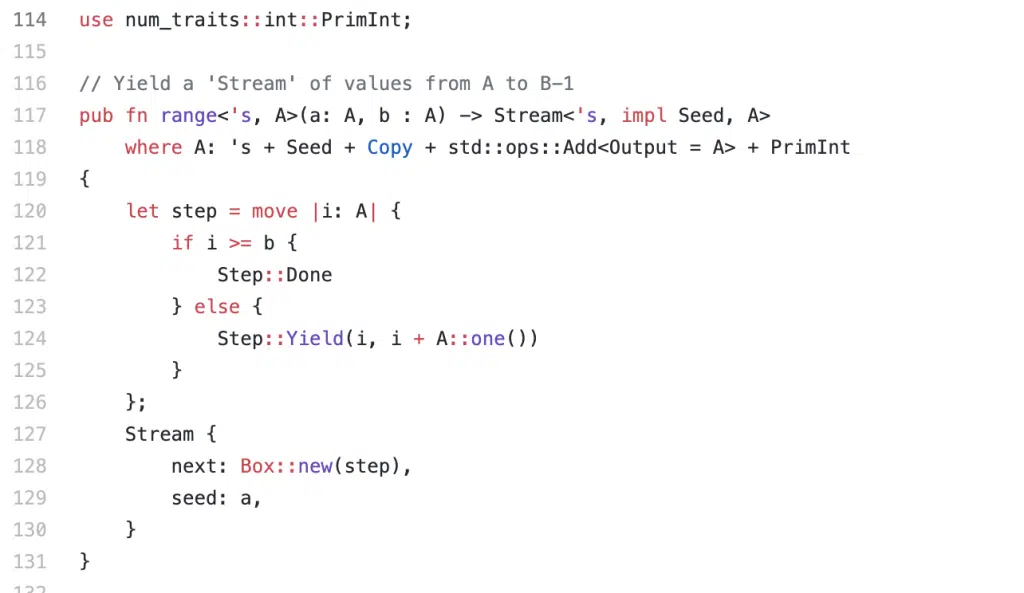 114 use num_traits::int::PrimInt;
115
116 // Yield a 'Stream' of values from A to B-1
117 pub fn range<'s, A>(a: A, b : A) -> Stream<'s, impl Seed, A>
118     where A: 's + Seed + Copy + std::ops::Add<Output = A> + PrimInt
119 {
120     let step = move |i: A| {
121         if i >= b {
122             Step::Done
123         } else {
124             Step::Yield(i, i + A::one())
125         }
126     };
127     Stream {
128         next: Box::new(step),
129         seed: a,
130     }
131 }
132